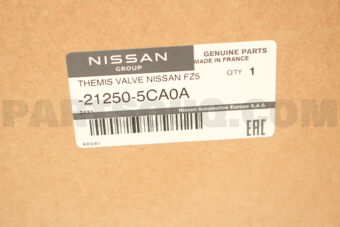 NISSAN
GROUP
GENUINE PARTS
MADE IN FRANCE
THEMIS VALVE NISSAN FZ5
QTY 1
-21250-5CA0A
Nissan Automotive Europe S.A.S.
EAC